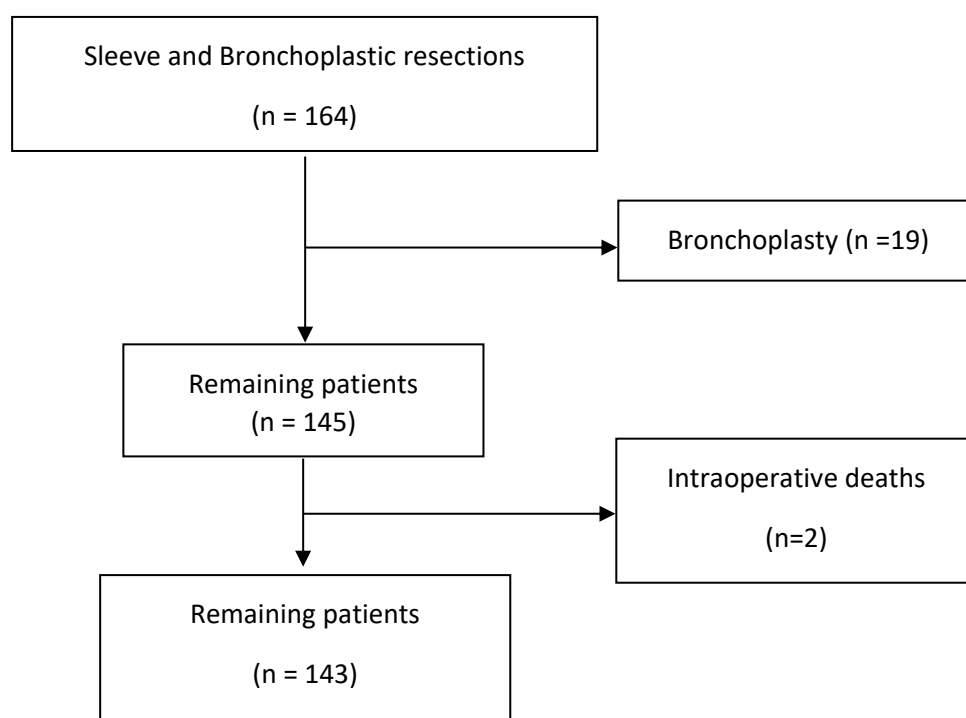 Sleeve and Bronchoplastic resections
(n = 164)
Bronchoplasty (n =19)
Remaining patients
(n = 145)
Intraoperative deaths
(n=2)
Remaining patients
(n = 143)